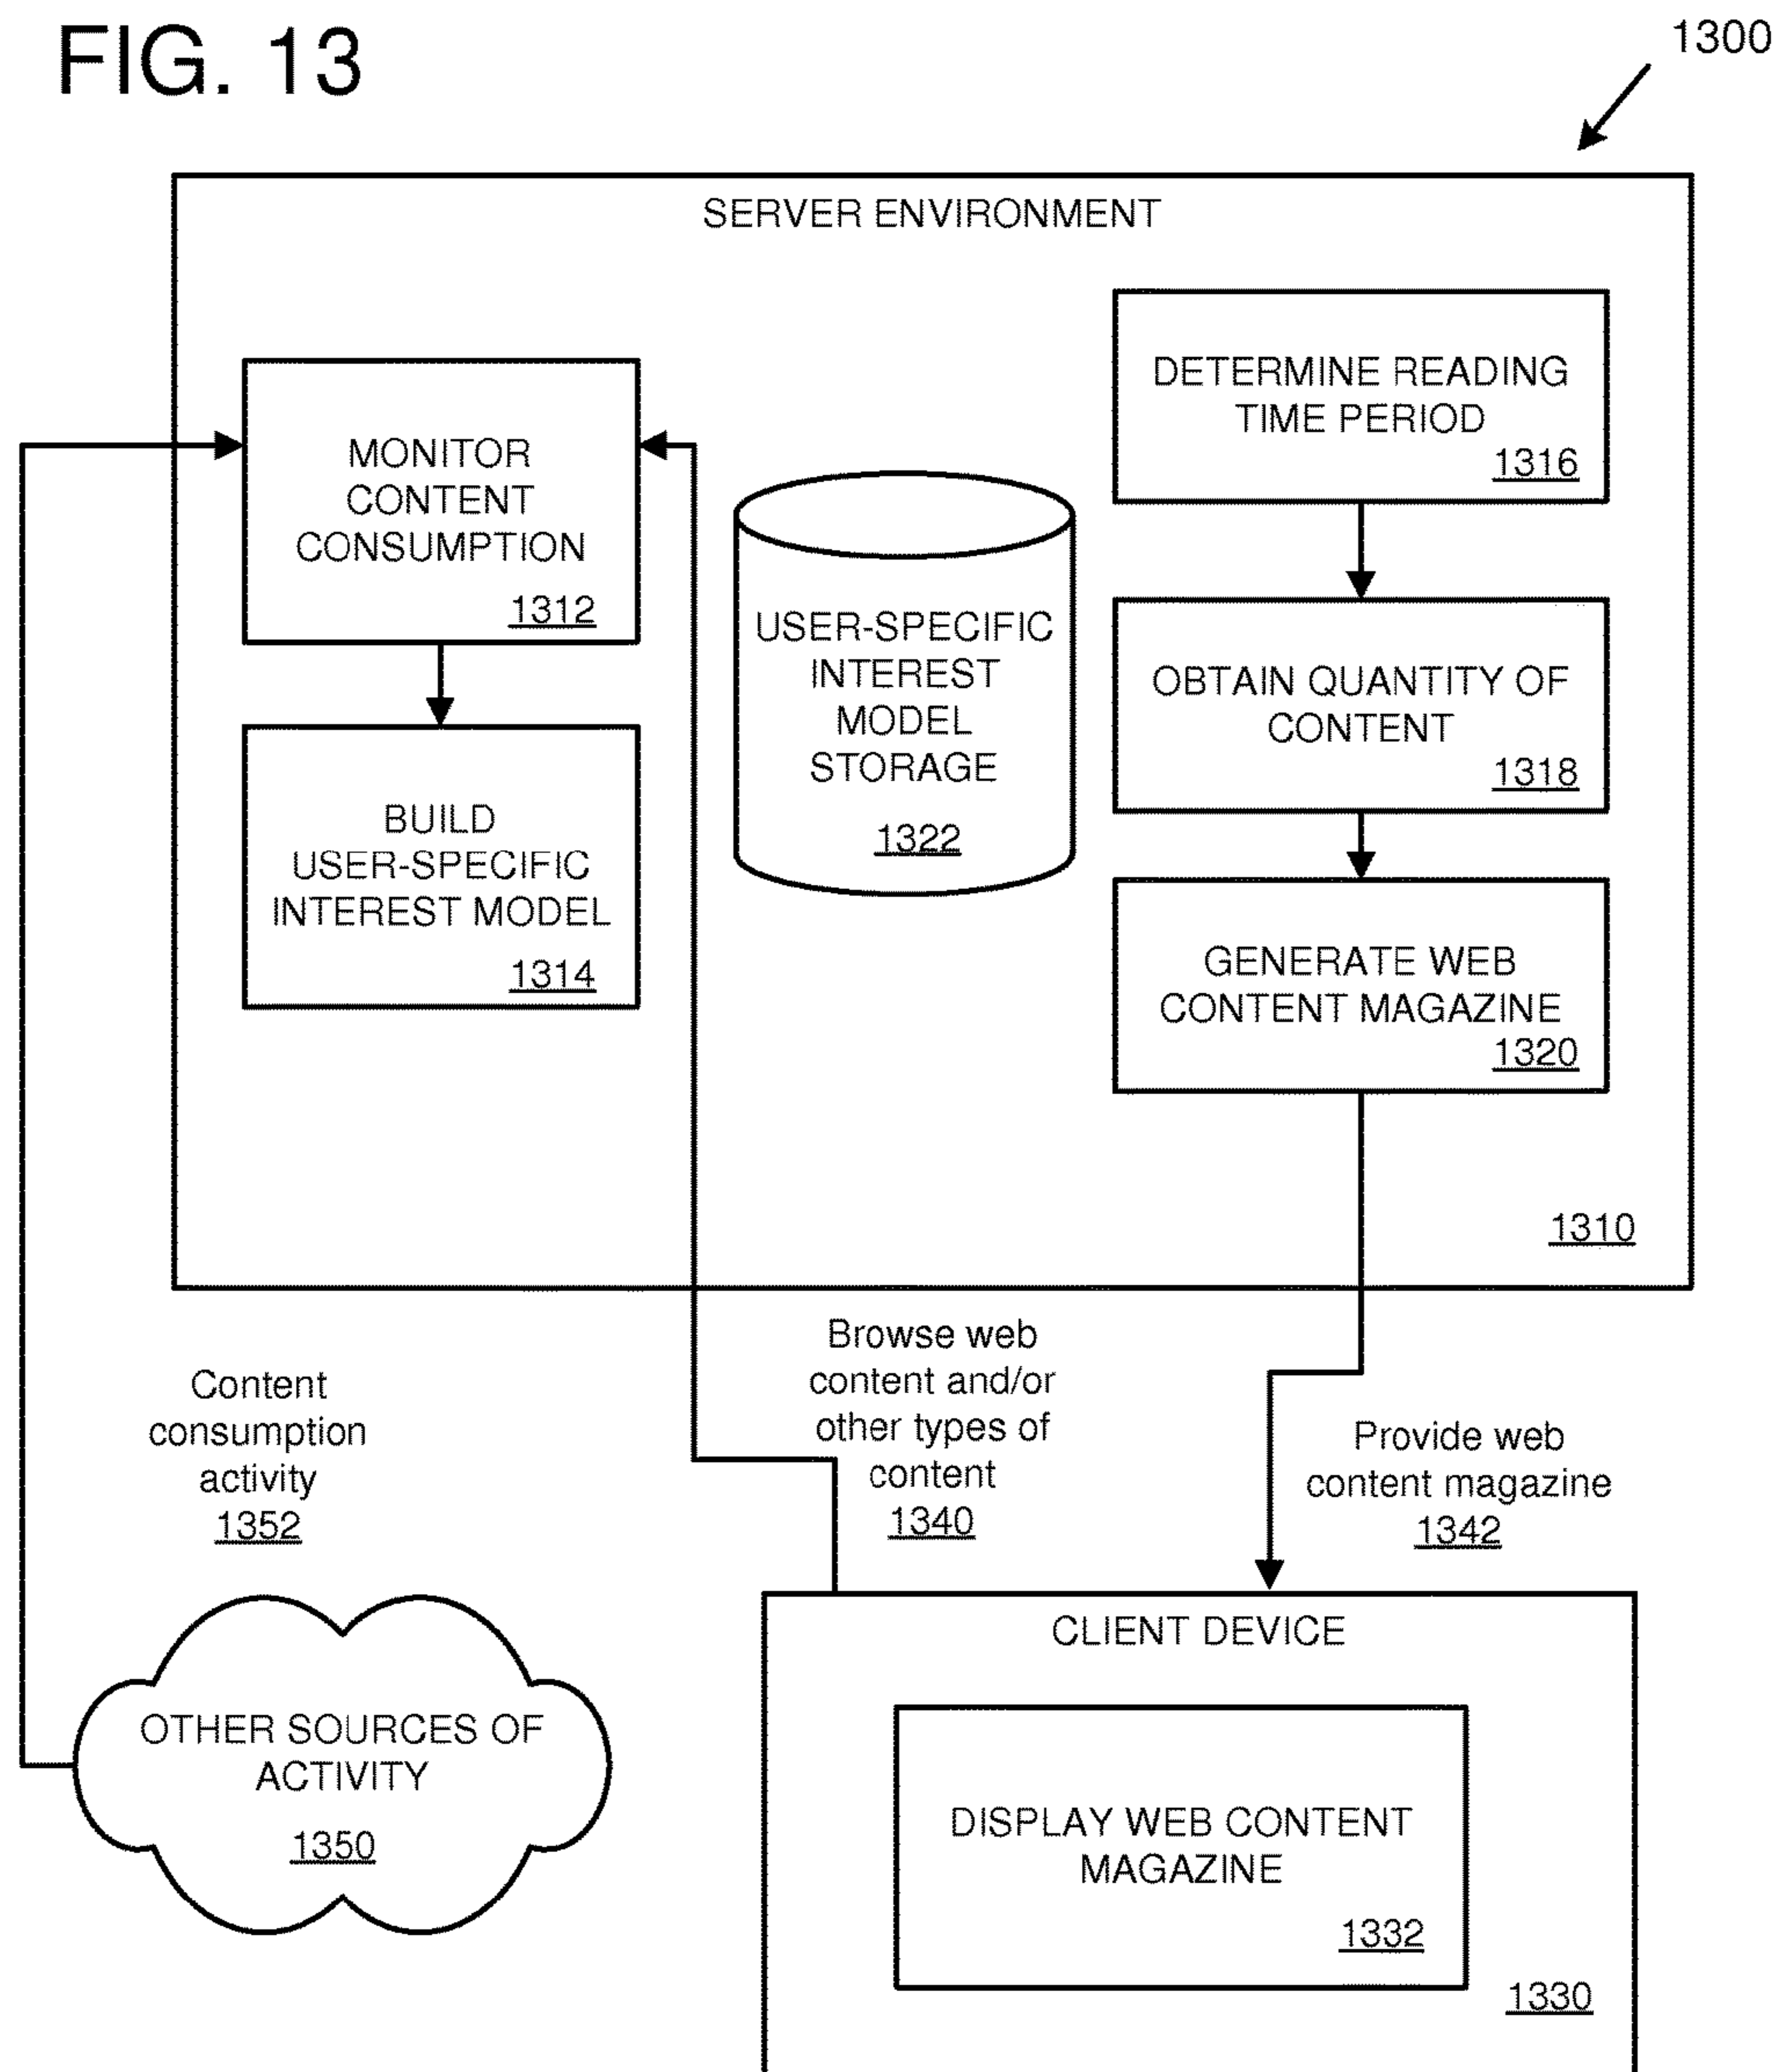 FIG. 13
1300
SERVER ENVIRONMENT
MONITOR
CONTENT
CONSUMPTION
1312
BUILD
USER-SPECIFIC
INTEREST MODEL
1314
USER-SPECIFIC
INTEREST
MODEL
STORAGE
1322
DETERMINE READING
TIME PERIOD
1316
OBTAIN QUANTITY OF
CONTENT
1318
GENERATE WEB
CONTENT MAGAZINE
1320
1310
Content
consumption
activity
1352
Browse web
content and/or
other types of
content
1340
Provide web
content magazine
1342
OTHER SOURCES OF
ACTIVITY
1350
CLIENT DEVICE
DISPLAY WEB CONTENT
MAGAZINE
1332
1330